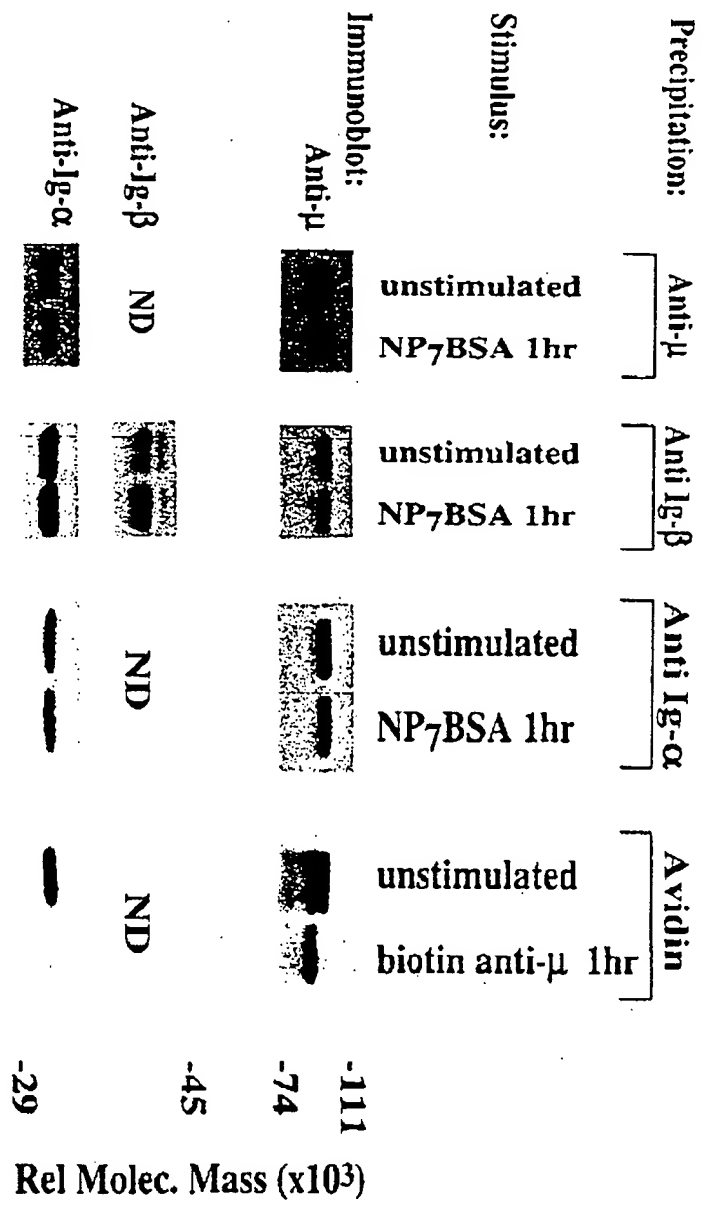 Precipitation:
Anti-μ
Anti Ig-β
Anti Ig-α
Avidin
Stimulus:
unstimulated
NP7BSA 1hr
unstimulated
NP7BSA 1hr
unstimulated
NP7BSA 1hr
unstimulated
biotin anti-μ 1hr
Immunoblot:
Anti-μ
-111
-74
Anti-Ig-β
ND
ND
ND
-45
Anti-Ig-α
-29
Rel Molec. Mass (x10³)